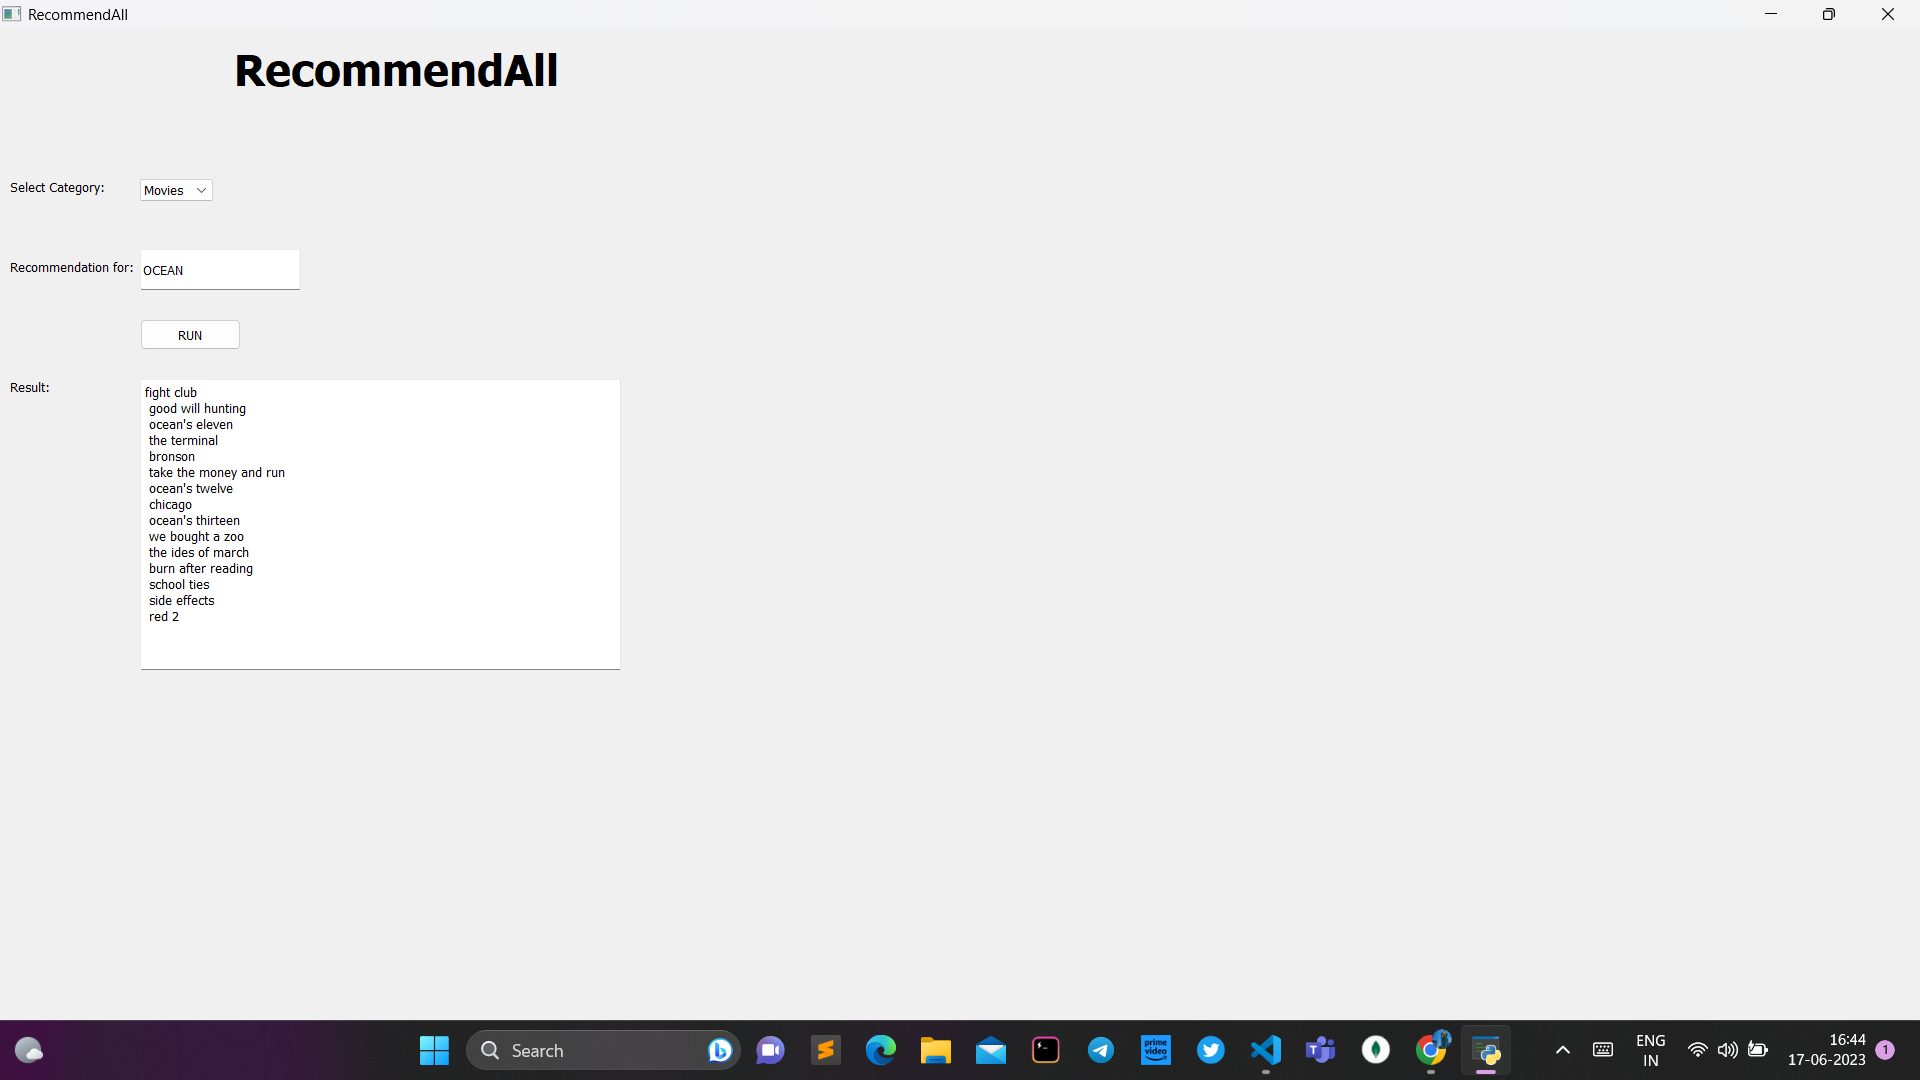 RecommendAll
RecommendAll
Select Category:
Movies
Recommendation for:
OCEAN
RUN
Result:
fight club
good will hunting
ocean's eleven
the terminal
bronson
take the money and run
ocean's twelve
chicago
ocean's thirteen
we bought a zoo
the ides of march
burn after reading
school ties
side effects
red 2
Search
prime video
ENG
IN
16:44
17-06-2023
1